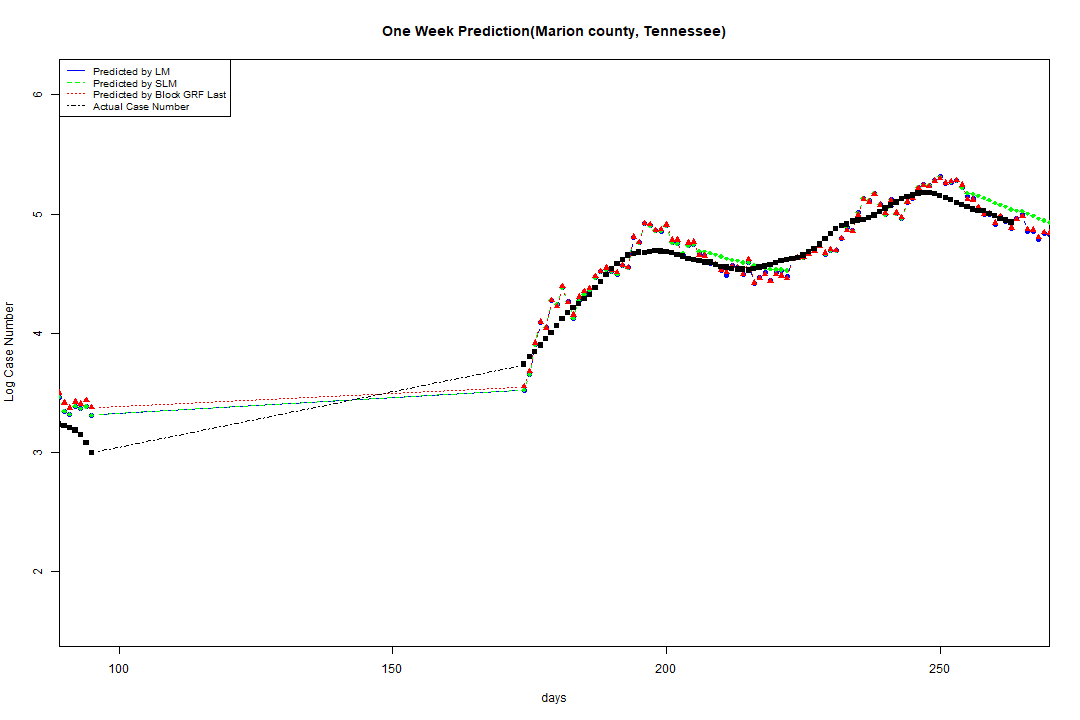 One Week Prediction(Marion county, Tennessee)
Predicted by LM
Predicted by SLM
Predicted by Block GRF Last
Actual Case Number
6
5
4
3
2
Log Case Number
100
150
200
250
days